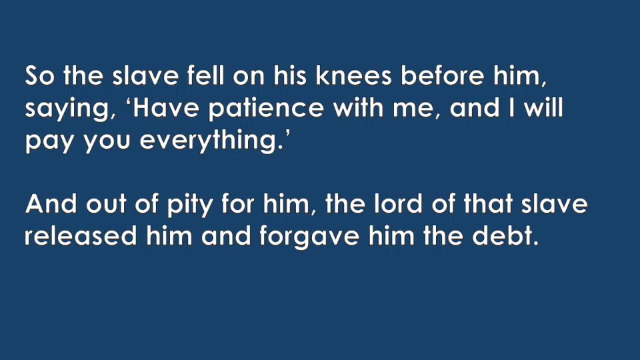 So the slave fell on his knees before him,
saying, ‘Have patience with me, and I will
pay you everything.’
And out of pity for him, the lord of that slave
released him and forgave him the debt.